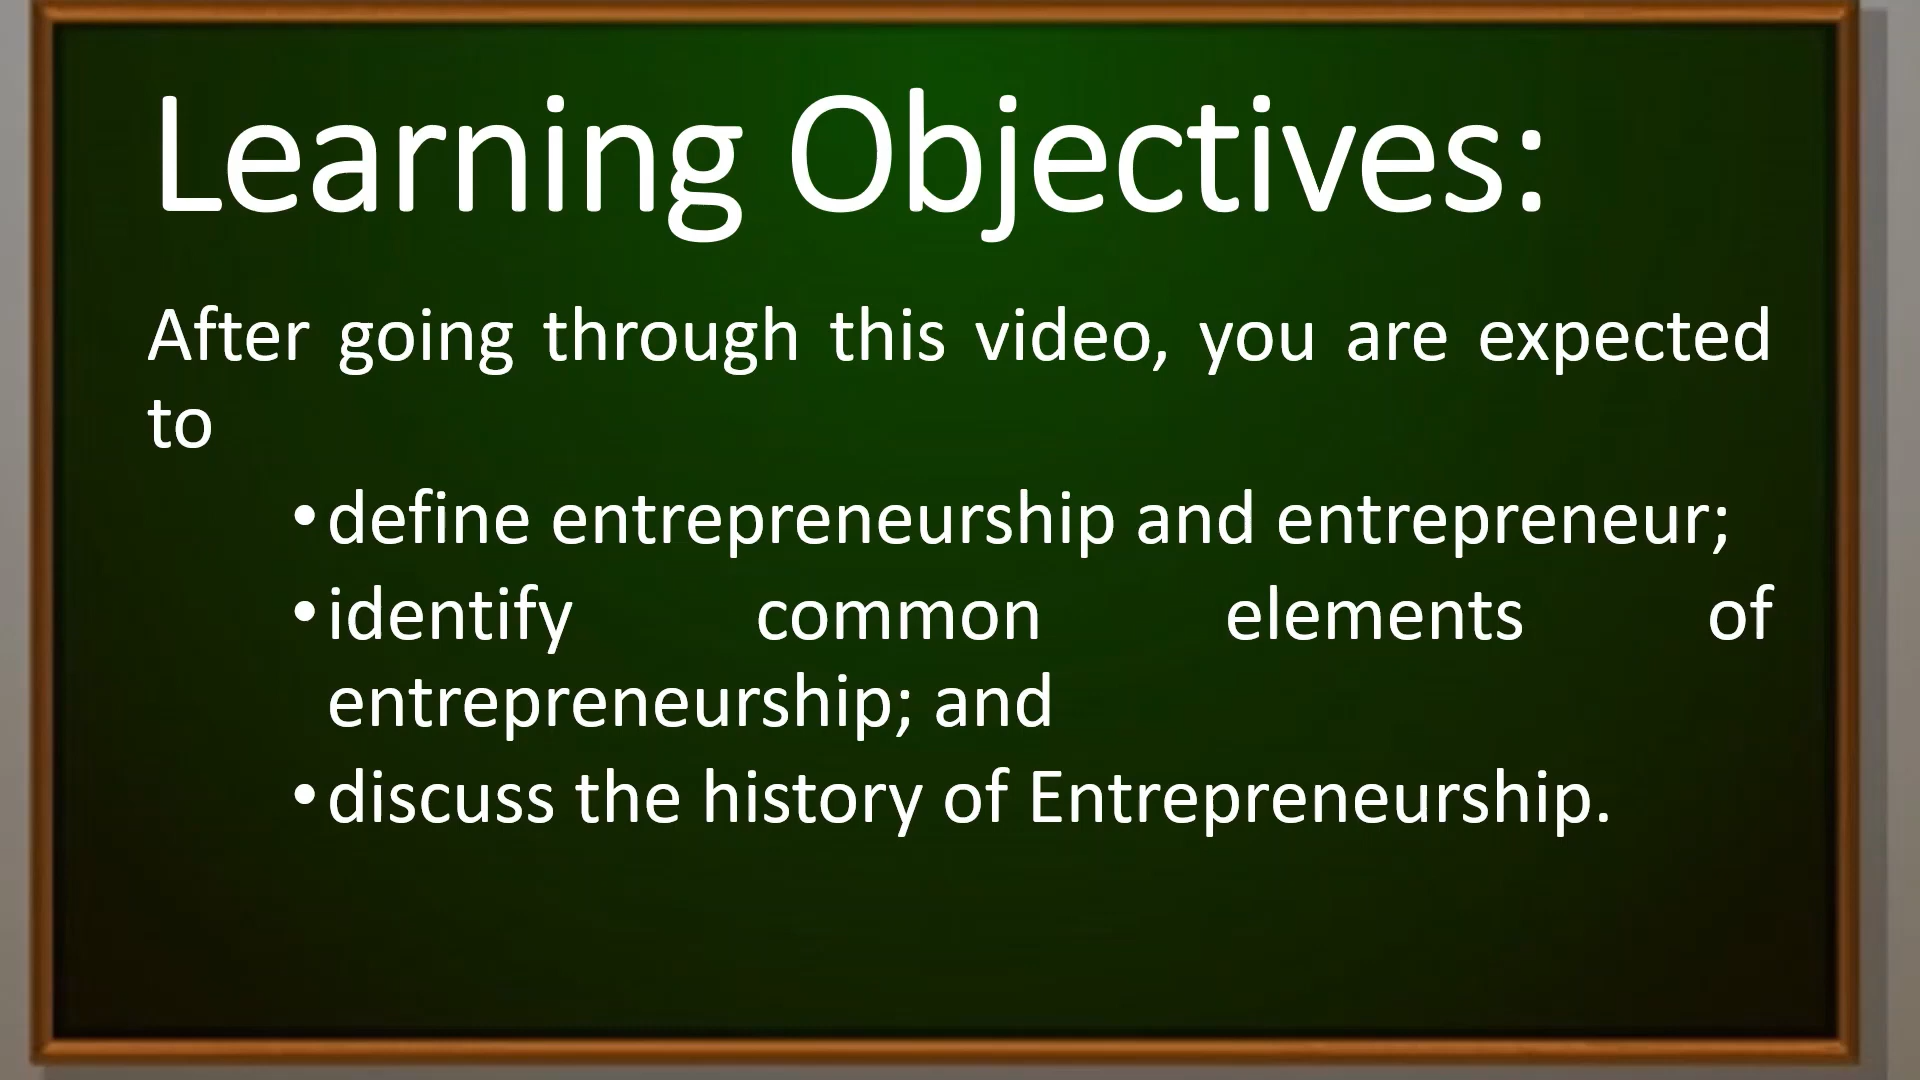 Learning Objectives:
After going through this video, you are expected
to
•define entrepreneurship and entrepreneur;
•identify common elements of
entrepreneurship; and
•discuss the history of Entrepreneurship.